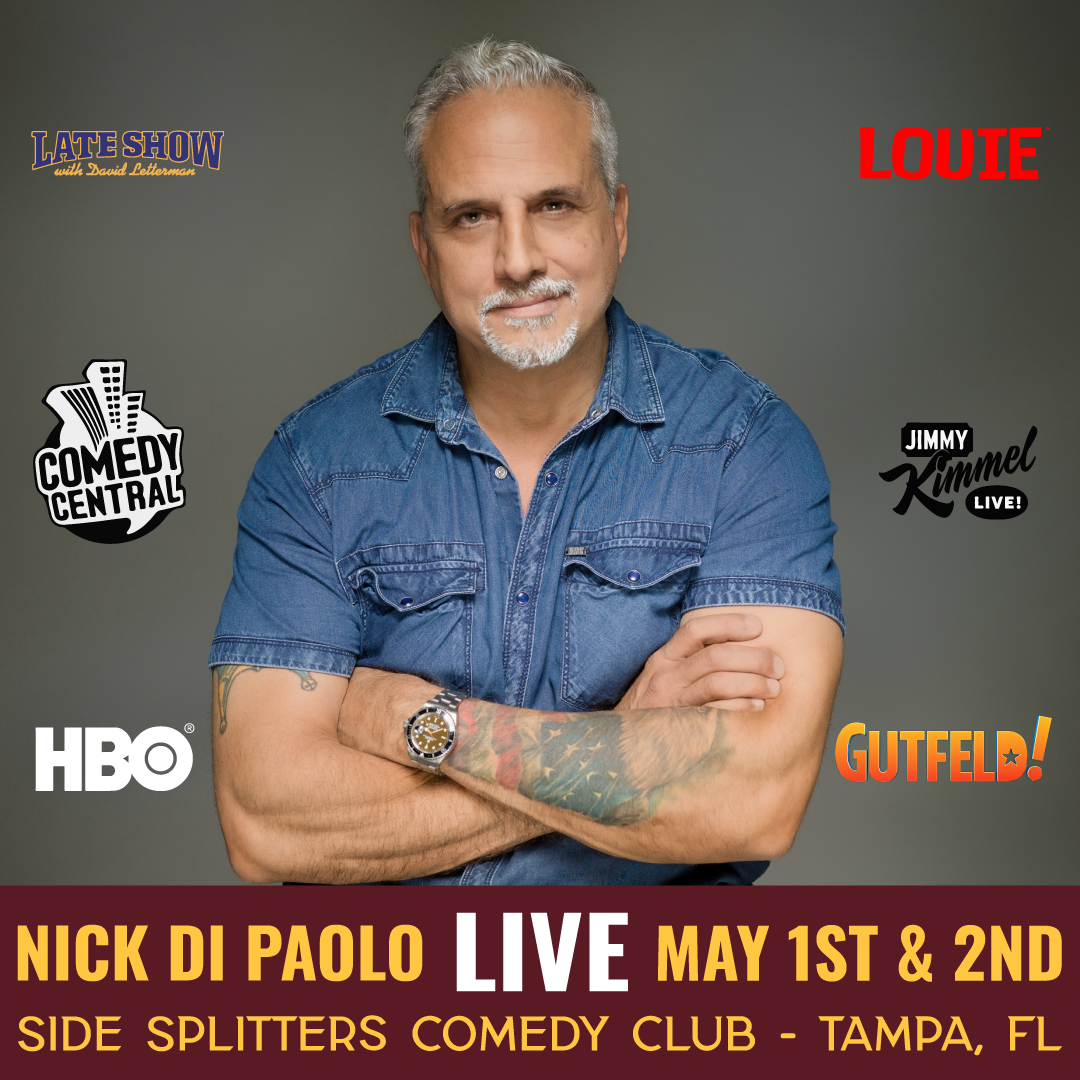 LATE SHOW
with David Letterman
LOUIE
COMEDY
CENTRAL
JIMMY
Kimmel
LIVE!
HBO®
GUTFELD!
NICK DI PAOLO LIVE MAY 1ST & 2ND
SIDE SPLITTERS COMEDY CLUB - TAMPA, FL